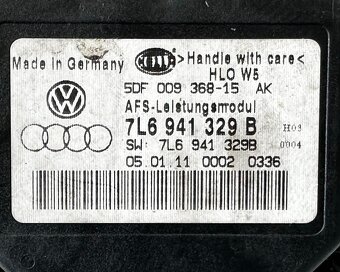 Made in Germany
HELLA
>Handle with care<
HLO W5
5DF 009 368-15 AK
AFS-Leistungsmodul
7L6 941 329 B H03
SW: 7L6 941 329B 0004
05.01.11 0002 0336